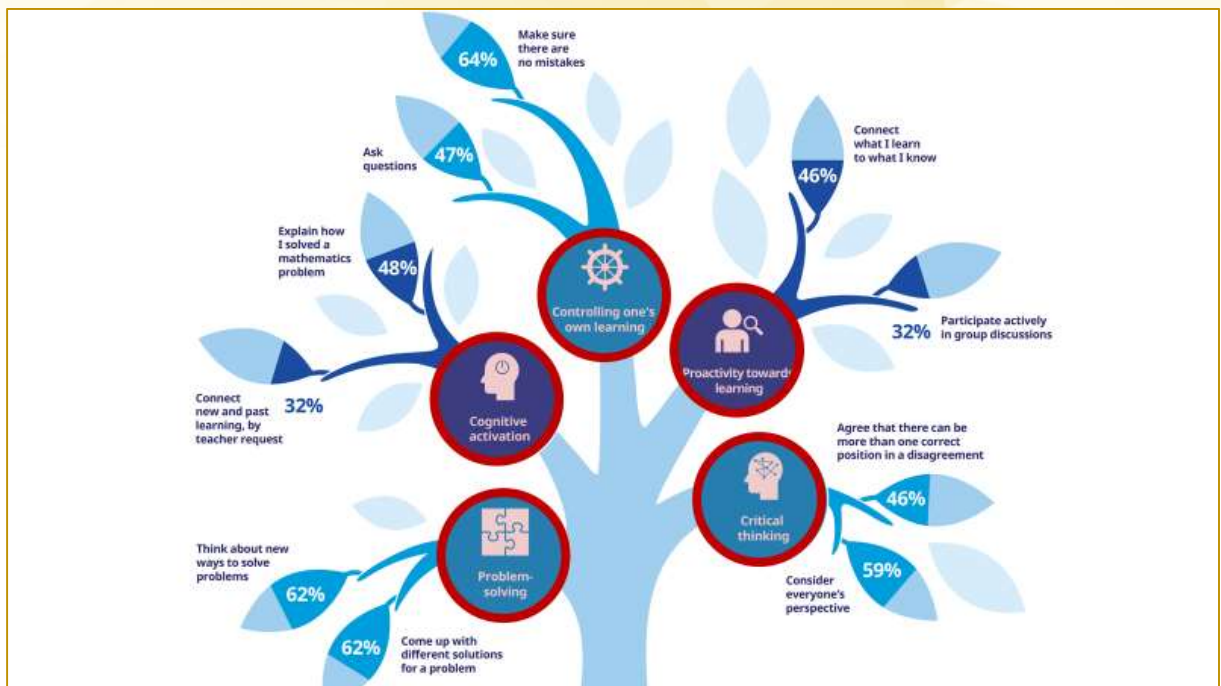 64%
Make sure
there are
no mistakes
47%
Ask
questions
46%
Connect
what I learn
to what I know
48%
Explain how
I solved a
mathematics
problem
Controlling one's
own learning
Proactivity towards
learning
32%
Participate actively
in group discussions
32%
Connect
new and past
learning, by
teacher request
Cognitive
activation
Agree that there can be
more than one correct
position in a disagreement
46%
Critical
thinking
59%
Consider
everyone's
perspective
Think about new
ways to solve
problems
62%
Problem-
solving
62%
Come up with
different solutions
for a problem